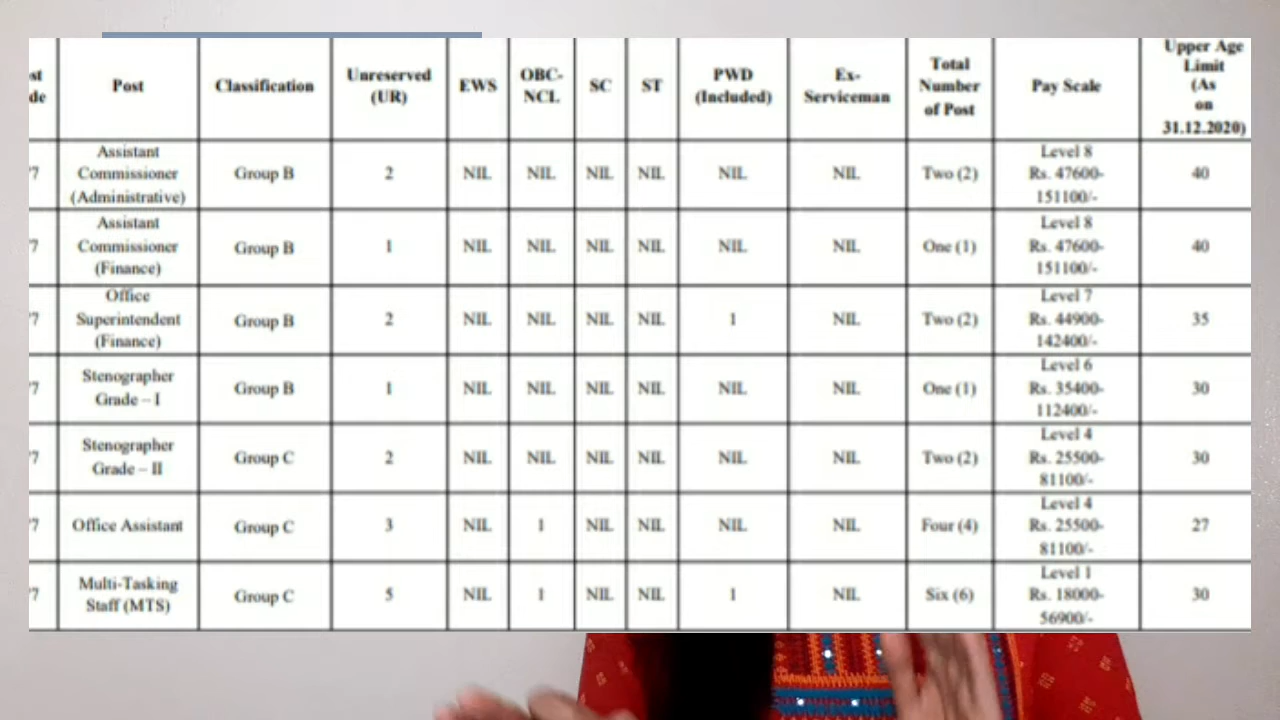 st de Post Classification Unreserved (UR) EWS OBC-NCL SC ST PWD (Included) Ex-Serviceman Total Number of Post Pay Scale Upper Age Limit (As on 31.12.2020)
7 Assistant Commissioner (Administrative) Group B 2 NIL NIL NIL NIL NIL NIL Two (2) Level 8 Rs. 47600-151100/- 40
7 Assistant Commissioner (Finance) Group B 1 NIL NIL NIL NIL NIL NIL One (1) Level 8 Rs. 47600-151100/- 40
7 Office Superintendent (Finance) Group B 2 NIL NIL NIL NIL 1 NIL Two (2) Level 7 Rs. 44900-142400/- 35
7 Stenographer Grade – I Group B 1 NIL NIL NIL NIL NIL NIL One (1) Level 6 Rs. 35400-112400/- 30
7 Stenographer Grade – II Group C 2 NIL NIL NIL NIL NIL NIL Two (2) Level 4 Rs. 25500-81100/- 30
7 Office Assistant Group C 3 NIL 1 NIL NIL NIL NIL Four (4) Level 4 Rs. 25500-81100/- 27
7 Multi-Tasking Staff (MTS) Group C 5 NIL 1 NIL NIL 1 NIL Six (6) Level 1 Rs. 18000-56900/- 30